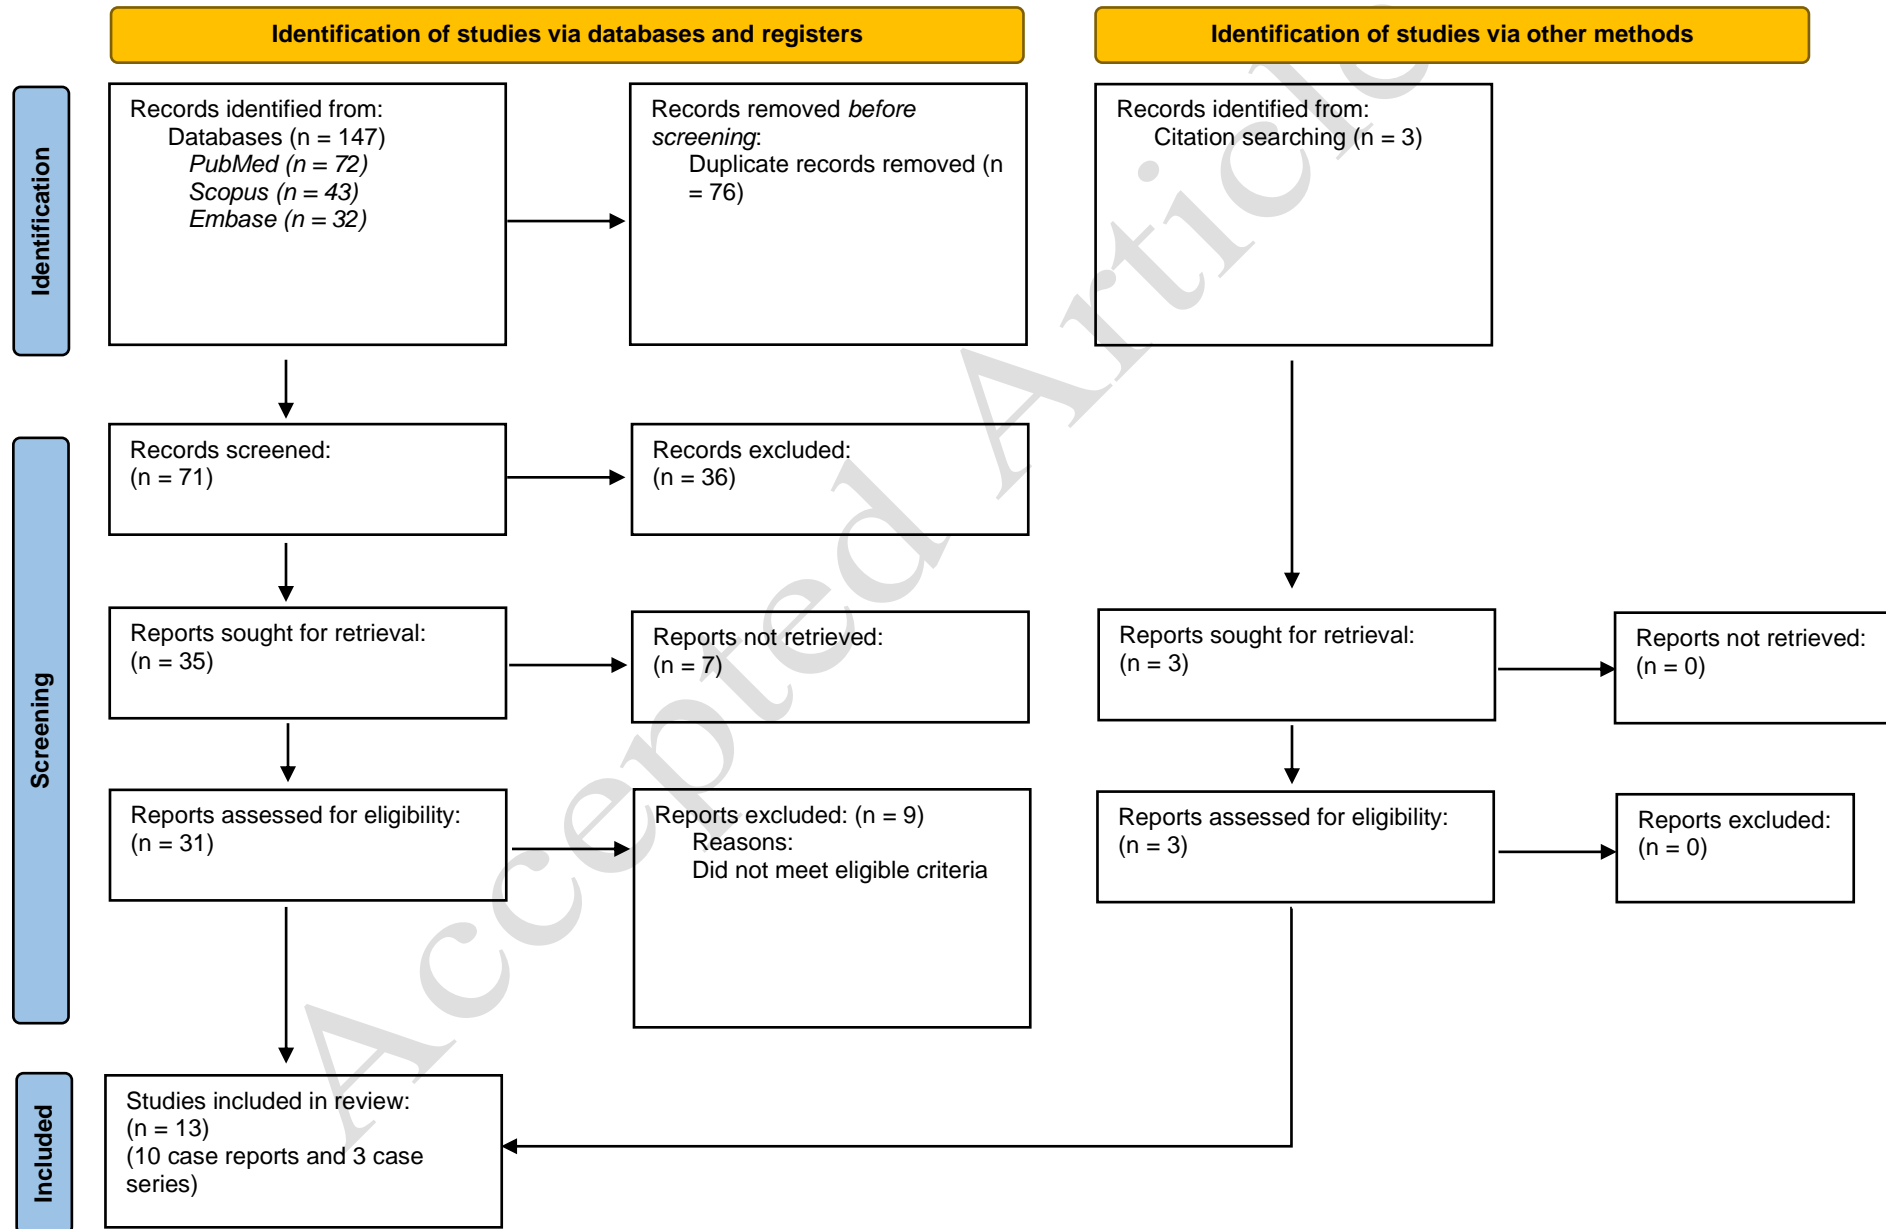 Identification of studies via databases and registers
Identification of studies via other methods
Identification
Records identified from:
Databases (n = 147)
PubMed (n = 72)
Scopus (n = 43)
Embase (n = 32)
Records removed before
screening:
Duplicate records removed (n
= 76)
Records identified from:
Citation searching (n = 3)
Screening
Records screened:
(n = 71)
Records excluded:
(n = 36)
Reports sought for retrieval:
(n = 35)
Reports not retrieved:
(n = 7)
Reports sought for retrieval:
(n = 3)
Reports not retrieved:
(n = 0)
Reports assessed for eligibility:
(n = 31)
Reports excluded: (n = 9)
Reasons:
Did not meet eligible criteria
Reports assessed for eligibility:
(n = 3)
Reports excluded:
(n = 0)
Included
Studies included in review:
(n = 13)
(10 case reports and 3 case
series)
Accepted Article